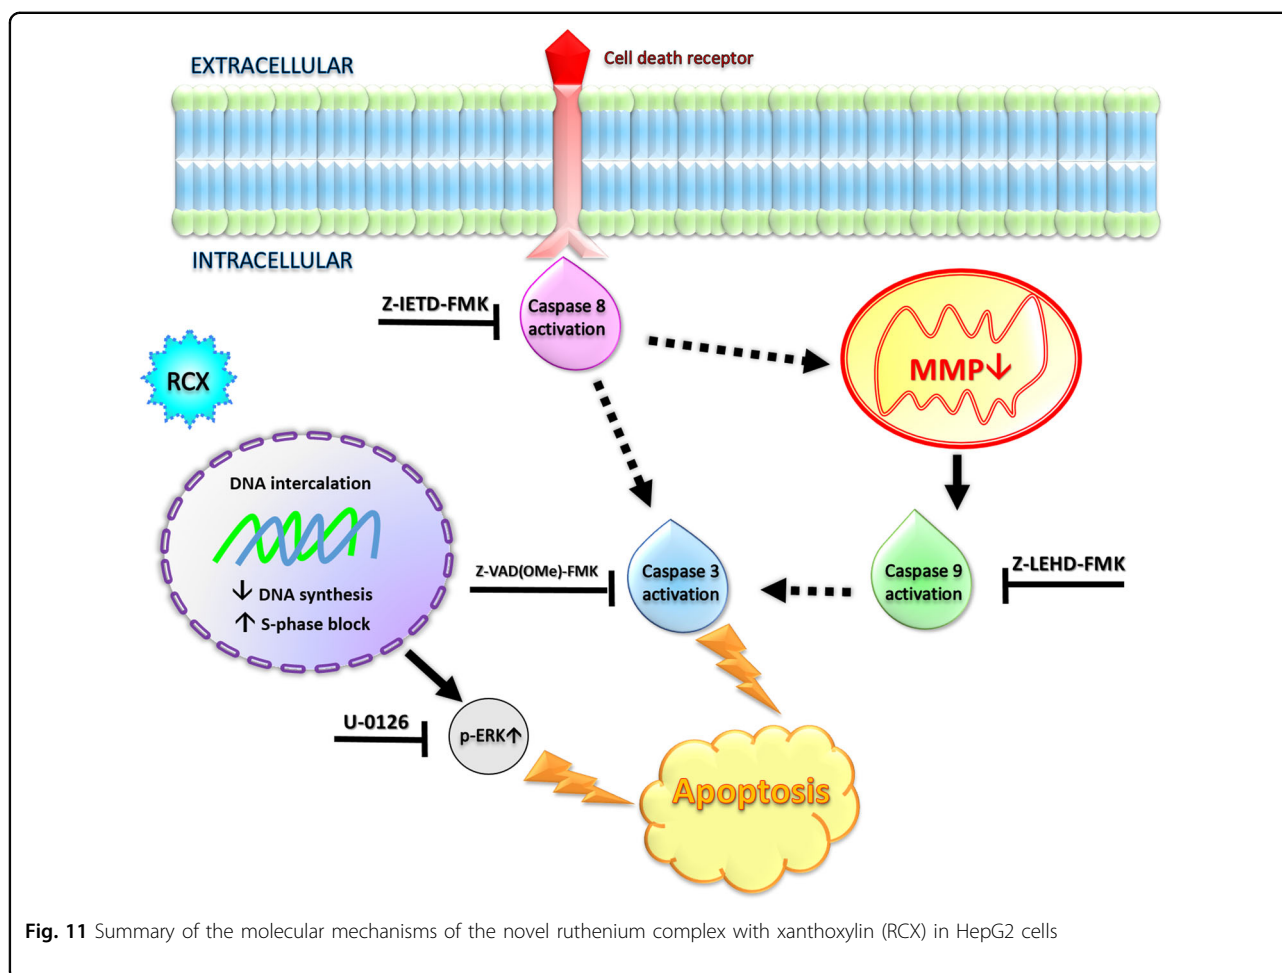 Cell death receptor
EXTRACELLULAR
INTRACELLULAR
Z-IETD-FMK
Caspase 8
activation
RCX
MMP↓
DNA intercalation
↓ DNA synthesis
↑ S-phase block
Z-VAD(OMe)-FMK
Caspase 3
activation
Caspase 9
activation
Z-LEHD-FMK
U-0126
p-ERK↑
Apoptosis
Fig. 11 Summary of the molecular mechanisms of the novel ruthenium complex with xanthoxylin (RCX) in HepG2 cells